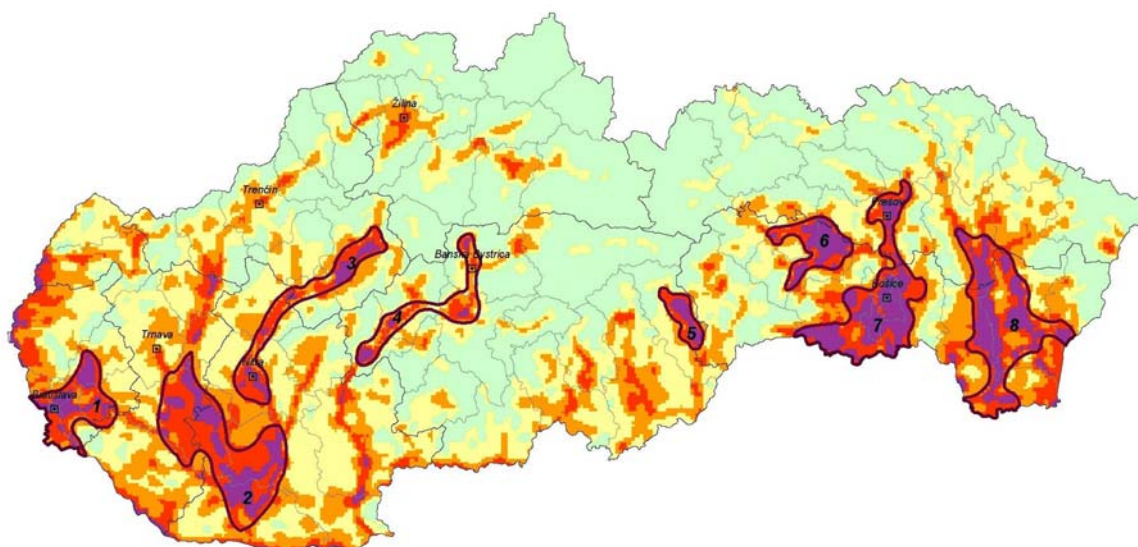 Žilina
Trenčín
Prešov
3
6
Banská Bystrica
Košice
4
5
7
8
Trnava
Nitra
Bratislava
1
2